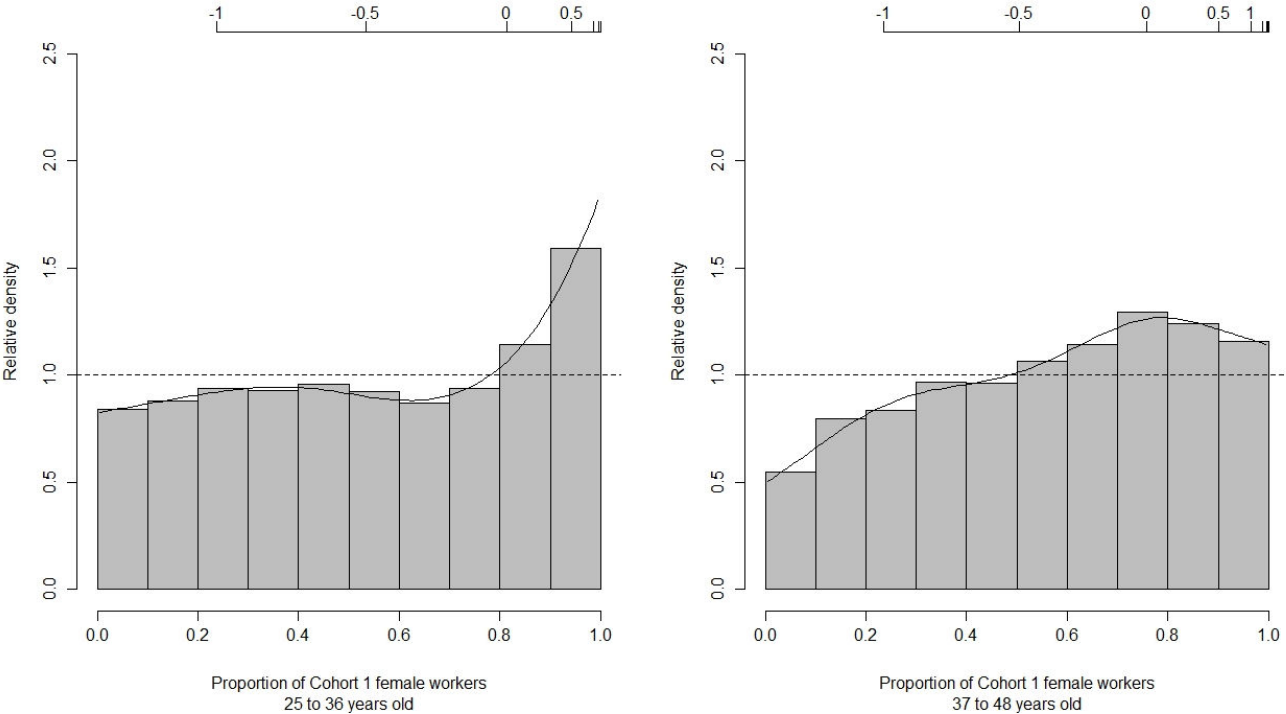 -1 -0.5 0 0.5
2.5
2.0
1.5
1.0
0.5
0.0
Relative density
0.0 0.2 0.4 0.6 0.8 1.0
Proportion of Cohort 1 female workers
25 to 36 years old
-1 -0.5 0 0.5 1
2.5
2.0
1.5
1.0
0.5
0.0
Relative density
0.0 0.2 0.4 0.6 0.8 1.0
Proportion of Cohort 1 female workers
37 to 48 years old